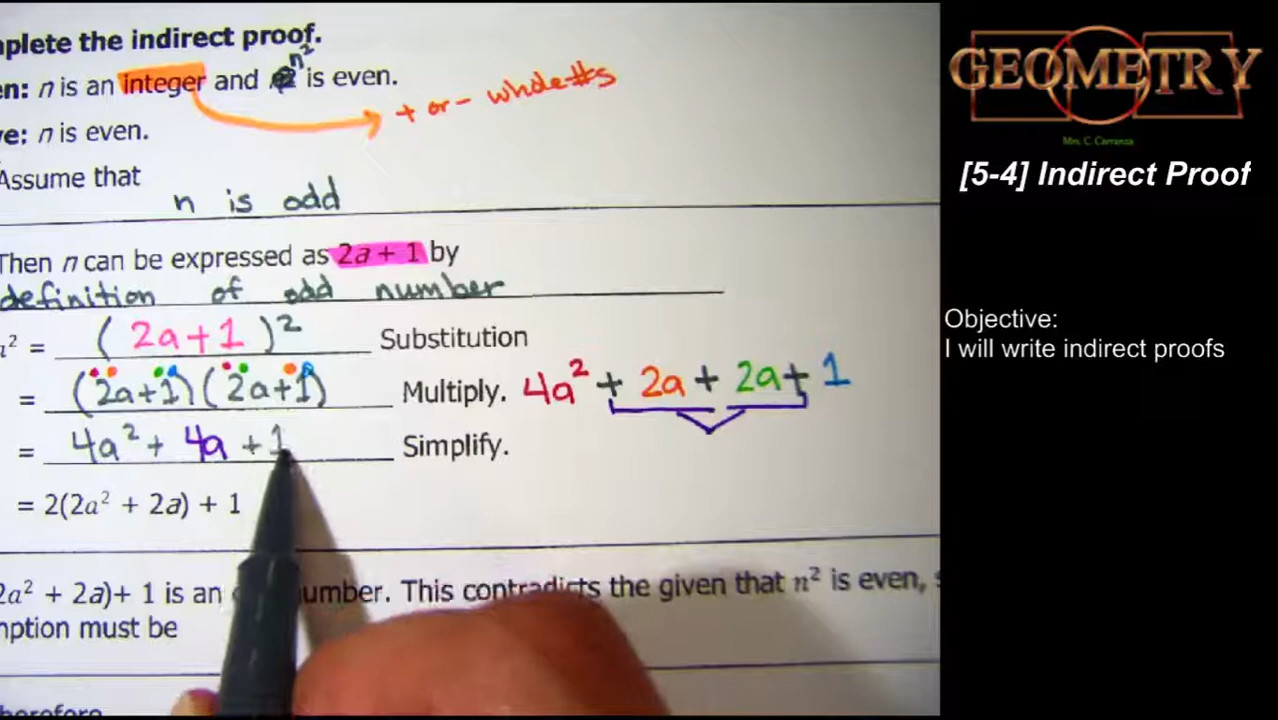 mplete the indirect proof.
n²
en: n is an integer and is even.
+ or - whole #s
ve: n is even.
Assume that
n is odd
Then n can be expressed as 2a + 1 by
definition of odd number
n² = (2a+1)² Substitution
= (2a+1)(2a+1) Multiply. 4a² + 2a + 2a + 1
= 4a² + 4a + 1 Simplify.
= 2(2a² + 2a) + 1
2a² + 2a)+ 1 is an number. This contradicts the given that n² is even,
mption must be
GEOMETRY
Mrs. C. Carranza
[5-4] Indirect Proof
Objective:
I will write indirect proofs